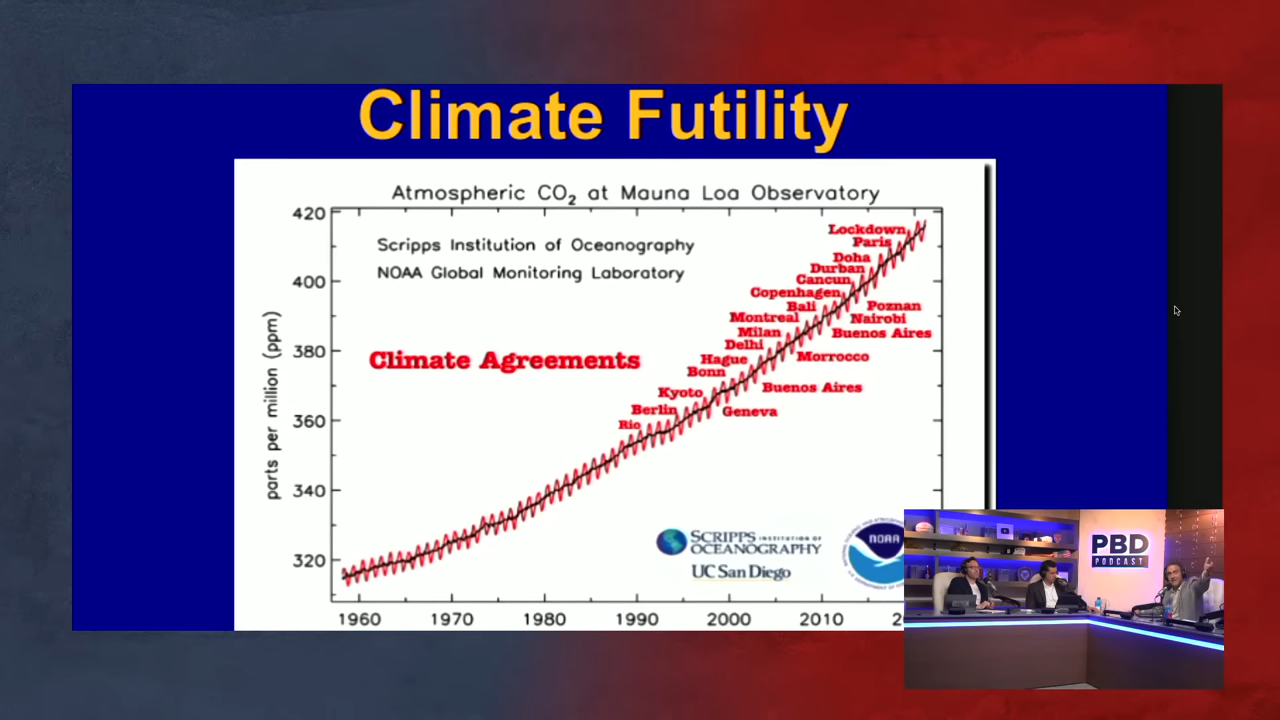 Climate Futility
Atmospheric CO₂ at Mauna Loa Observatory
420
400
380
360
340
320
parts per million (ppm)
Scripps Institution of Oceanography
NOAA Global Monitoring Laboratory
Climate Agreements
Lockdown
Paris
Doha
Durban
Cancun
Copenhagen
Bali
Poznan
Montreal
Nairobi
Milan
Buenos Aires
Delhi
Hague
Morrocco
Bonn
Kyoto
Buenos Aires
Berlin
Geneva
Rio
SCRIPPS INSTITUTION OF
OCEANOGRAPHY
UC San Diego
NOAA
1960
1970
1980
1990
2000
2010
PBD
PODCAST